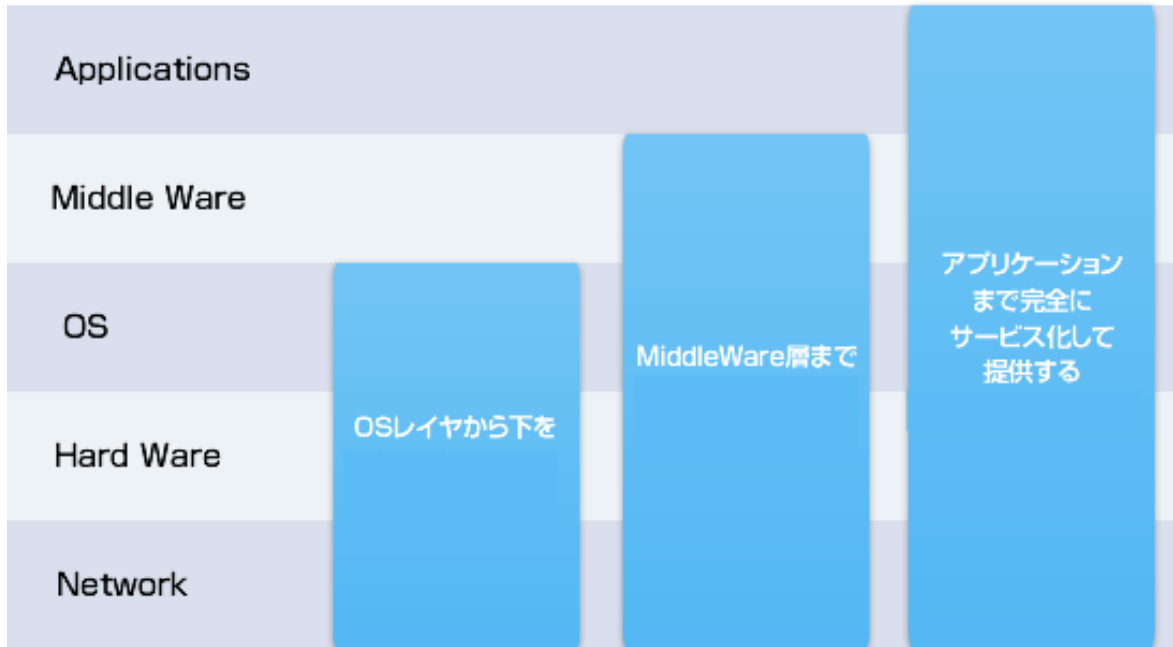 Applications
Middle Ware
OS
Hard Ware
Network
OSレイヤから下を
MiddleWare層まで
アプリケーション
まで完全に
サービス化して
提供する